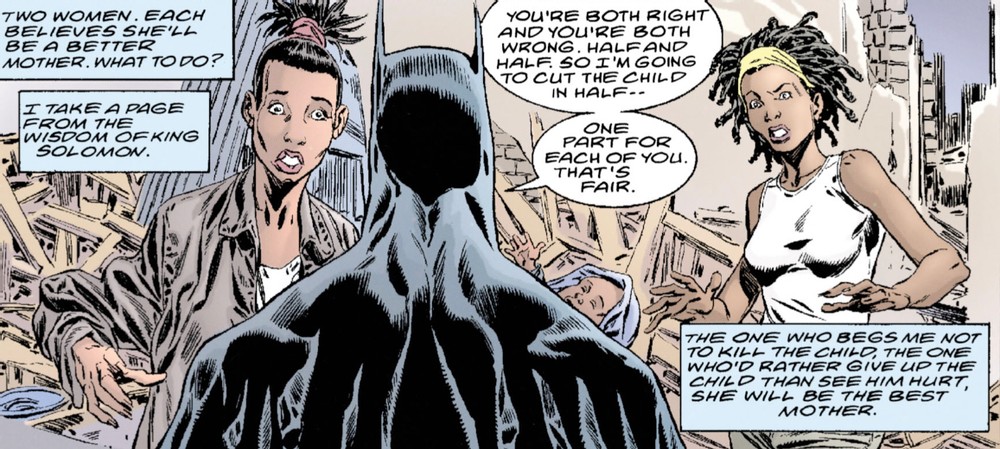 TWO WOMEN. EACH
BELIEVES SHE'LL
BE A BETTER
MOTHER. WHAT TO DO?
I TAKE A PAGE
FROM THE
WISDOM OF KING
SOLOMON.
YOU'RE BOTH RIGHT
AND YOU'RE BOTH
WRONG. HALF AND
HALF. SO I'M GOING
TO CUT THE CHILD
IN HALF--
ONE
PART FOR
EACH OF YOU.
THAT'S
FAIR.
THE ONE WHO BEGS ME NOT
TO KILL THE CHILD, THE ONE
WHO'D RATHER GIVE UP THE
CHILD THAN SEE HIM HURT,
SHE WILL BE THE BEST
MOTHER.